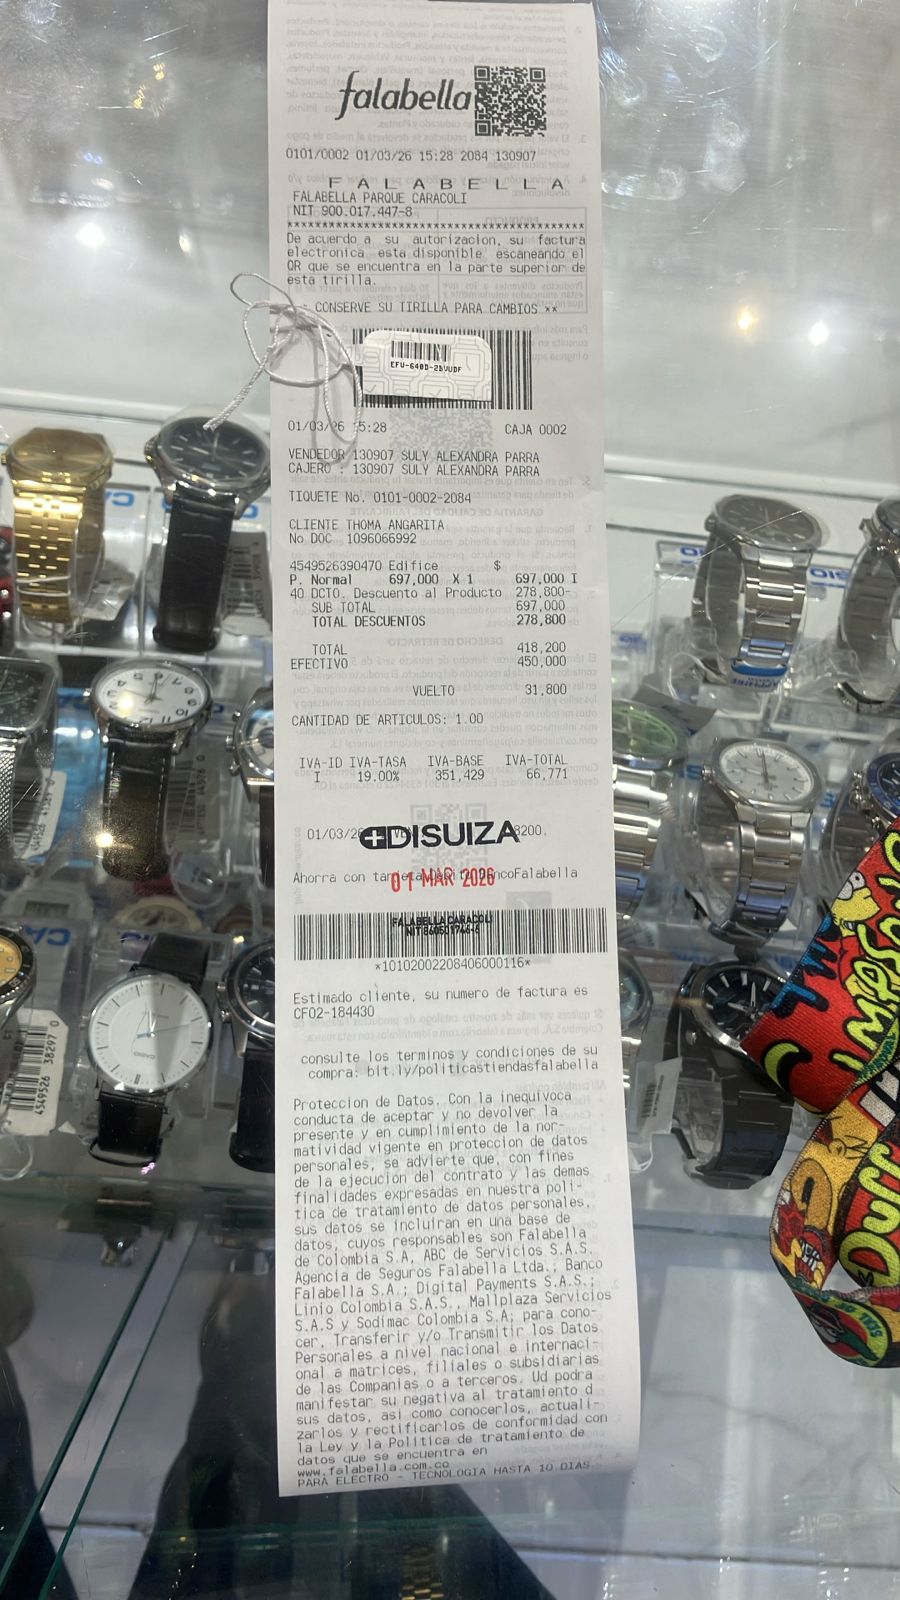 falabella
0101/0002 01/03/26 15:28 2084 130907
F A L A B E L L A
FALABELLA PARQUE CARACOLI
NIT 900.017.447-8
De acuerdo a su autorizacion, su factura
electronica esta disponible escaneando el
QR que se encuentra en la parte superior de
esta tirilla.
CONSERVE SU TIRILLA PARA CAMBIOS **
01/03/26 15:28 CAJA 0002
VENDEDOR 130907 SULY ALEXANDRA PARRA
CAJERO : 130907 SULY ALEXANDRA PARRA
TIQUETE No. 0101-0002-2084
CLIENTE THOMA ANGARITA
No DOC 1096066992
4549526390470 Edifice $
P. Normal 697,000 X 1 697,000 I
40 DCTO. Descuento al Producto 278,800-
SUB TOTAL 697,000
TOTAL DESCUENTOS 278,800
TOTAL 418,200
EFECTIVO 450,000
VUELTO 31,800
CANTIDAD DE ARTICULOS: 1.00
IVA-ID IVA-TASA IVA-BASE IVA-TOTAL
I 19.00% 351,429 66,771
01/03/26
DISUIZA
8200.
Ahorra con
Falabella
01 MAR 2026
FALABELLA CARACOLI
*10102002208406000116*
Estimado cliente, su numero de factura es
CF02-184430
consulte los terminos y condiciones de su
compra: bit.ly/politicastiendasfalabella
Proteccion de Datos. Con la inequivoca
conducta de aceptar y no devolver la
presente y en cumplimiento de la nor-
matividad vigente en proteccion de datos
personales, se advierte que, con fines
de la ejecucion del contrato y las demas
finalidades expresadas en nuestra poli-
tica de tratamiento de datos personales,
sus datos se incluiran en una base de
datos, cuyos responsables son Falabella
de Colombia S.A, ABC de Servicios S.A.S.
Agencia de Seguros Falabella Ltda.; Banco
Falabella S.A.; Digital Payments S.A.S.;
Linio Colombia S.A.S., Mallplaza Servicios
S.A.S y Sodimac Colombia S.A; para cono-
cer, Transferir y/o Transmitir los Datos
Personales a nivel nacional e internaci-
onal a matrices, filiales o subsidiarias
de las Companias o a terceros. Ud podra
manifestar su negativa al tratamiento d
sus datos, asi como conocerlos, actuali-
zarlos y rectificarlos de conformidad con
la Ley y la Politica de tratamiento de
datos que se encuentra en
www.falabella.com.co
PARA ELECTRO - TECNOLOGIA HASTA 10 DIAS
4549526 38297 0
CASIO
Duff